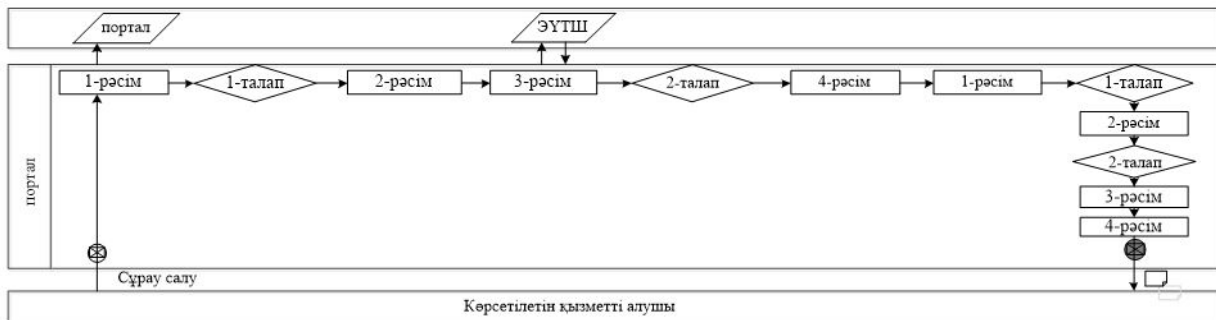 портал
ЭҮТШ
портал
1-рәсім
1-талап
2-рәсім
3-рәсім
2-талап
4-рәсім
1-рәсім
1-талап
2-рәсім
2-талап
3-рәсім
4-рәсім
Сұрау салу
Көрсетілетін қызметті алушы